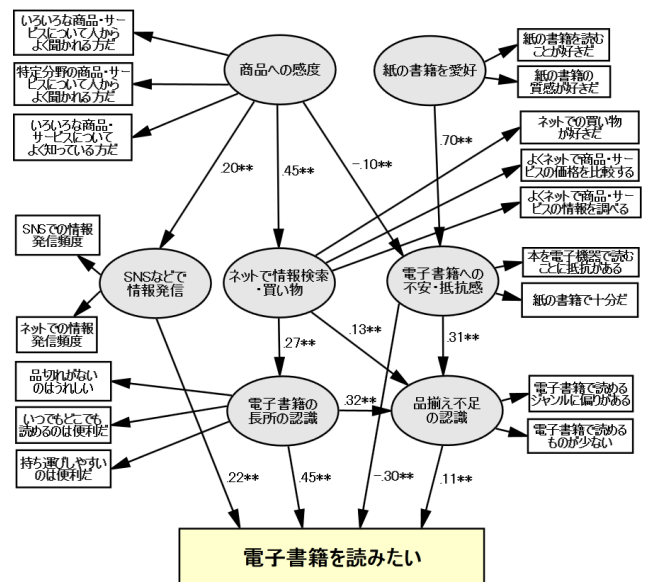 いろいろな商品・サー
ビスについて人から
よく聞かれる方だ
特定分野の商品・サー
ビスについて人から
よく聞かれる方だ
いろいろな商品・
サービスについて
よく知っている方だ
商品への感度
紙の書籍を愛好
紙の書籍を読む
ことが好きだ
紙の書籍の
質感が好きだ
ネットでの買い物
が好きだ
よくネットで商品・サー
ビスの価格を比較する
よくネットで商品・サー
ビスの情報を調べる
.20**
.45**
-.10**
.70**
SNSでの情報
発信頻度
ネットでの情報
発信頻度
SNSなどで
情報発信
ネットで情報検索
・買い物
電子書籍への
不安・抵抗感
本を電子機器で読む
ことに抵抗がある
紙の書籍で十分だ
.27**
.13**
.31**
品切れがない
のはうれしい
いつでもどこでも
読めるのは便利だ
持ち運びしやすい
のは便利だ
電子書籍の
長所の認識
.32**
品揃え不足
の認識
電子書籍で読める
ジャンルに偏りがある
電子書籍で読める
ものが少ない
.22**
.45**
-.30**
.11**
電子書籍を読みたい